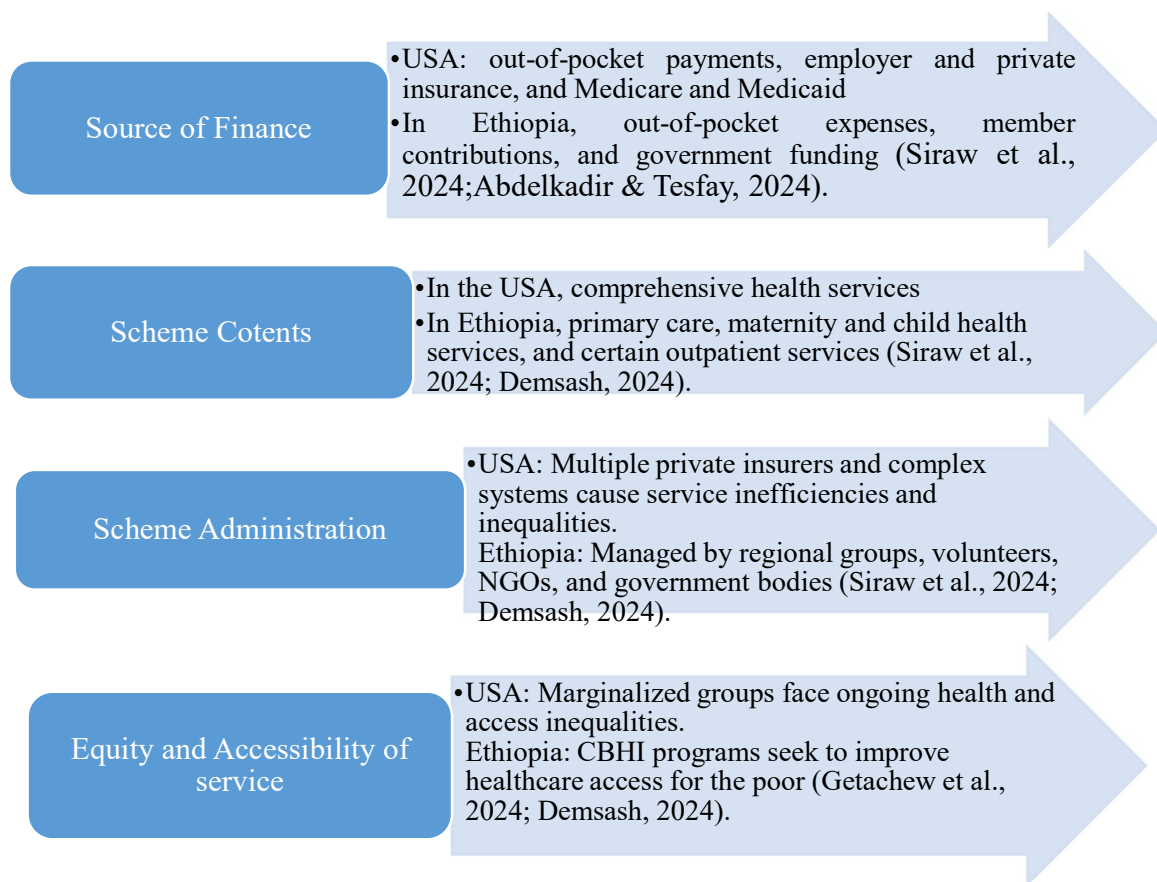 Source of Finance
•USA: out-of-pocket payments, employer and private
insurance, and Medicare and Medicaid
•In Ethiopia, out-of-pocket expenses, member
contributions, and government funding (Siraw et al.,
2024;Abdelkadir & Tesfay, 2024).
Scheme Cotents
•In the USA, comprehensive health services
•In Ethiopia, primary care, maternity and child health
services, and certain outpatient services (Siraw et al.,
2024; Demsash, 2024).
Scheme Administration
•USA: Multiple private insurers and complex
systems cause service inefficiencies and
inequalities.
Ethiopia: Managed by regional groups, volunteers,
NGOs, and government bodies (Siraw et al., 2024;
Demsash, 2024).
Equity and Accessibility of
service
•USA: Marginalized groups face ongoing health and
access inequalities.
Ethiopia: CBHI programs seek to improve
healthcare access for the poor (Getachew et al.,
2024; Demsash, 2024).